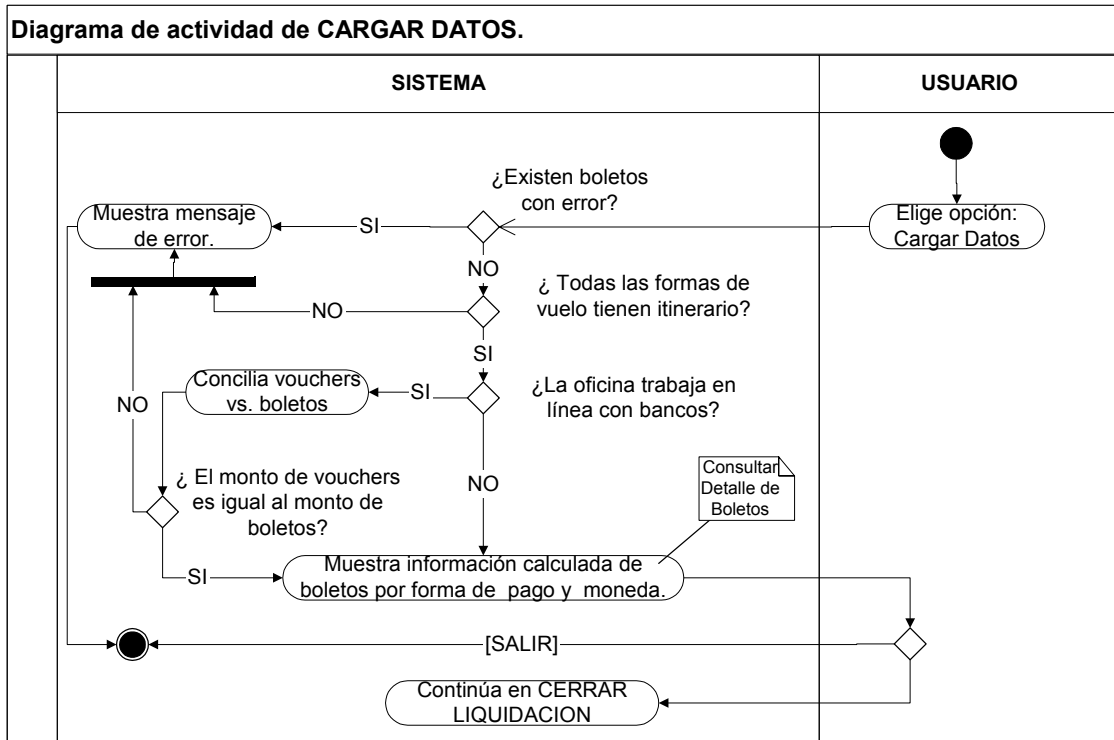 Diagrama de actividad de CARGAR DATOS.
SISTEMA
USUARIO
¿Existen boletos
con error?
Muestra mensaje
de error.
SI
Elige opción:
Cargar Datos
NO
¿ Todas las formas de
vuelo tienen itinerario?
NO
SI
Concilia vouchers
vs. boletos
SI
¿La oficina trabaja en
línea con bancos?
NO
¿ El monto de vouchers
es igual al monto de
boletos?
NO
Consultar
Detalle de
Boletos
SI
Muestra información calculada de
boletos por forma de pago y moneda.
[SALIR]
Continúa en CERRAR
LIQUIDACION